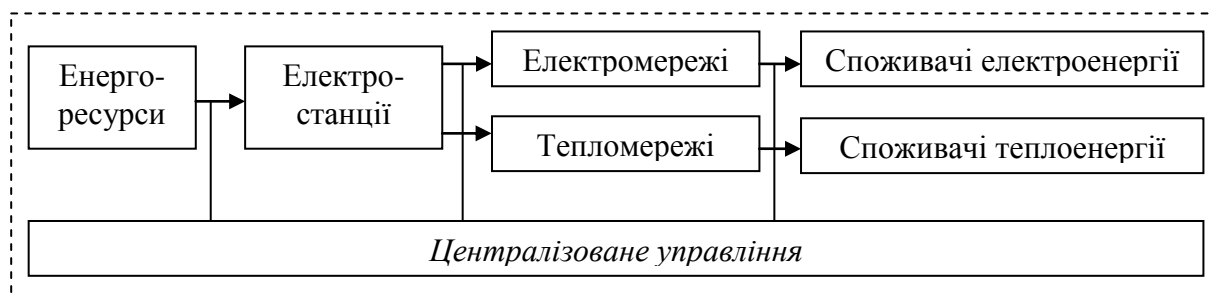 Енерго-
ресурси
Електро-
станції
Електромережі
Тепломережі
Споживачі електроенергії
Споживачі теплоенергії
Централізоване управління